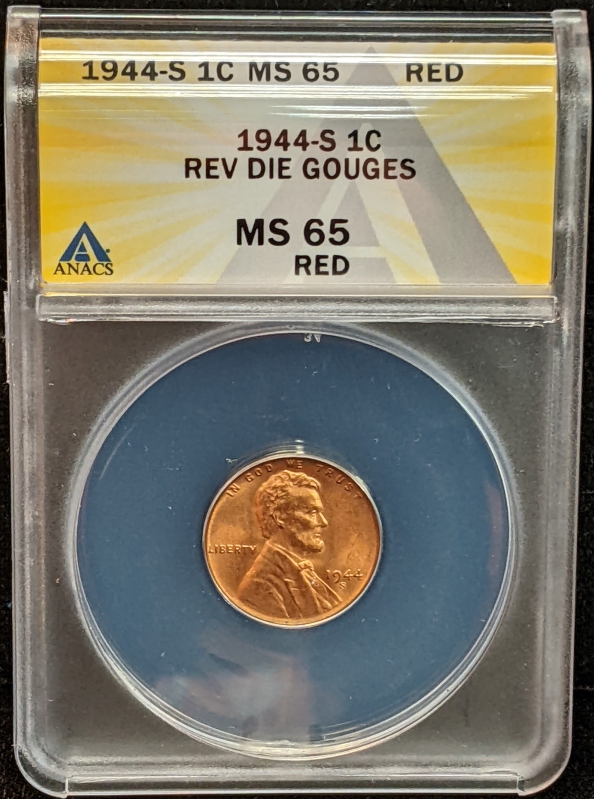 1944-S 1C MS 65 RED
1944-S 1C
REV DIE GOUGES
MS 65
RED
ANACS
IN GOD WE TRUST
LIBERTY
1944
S